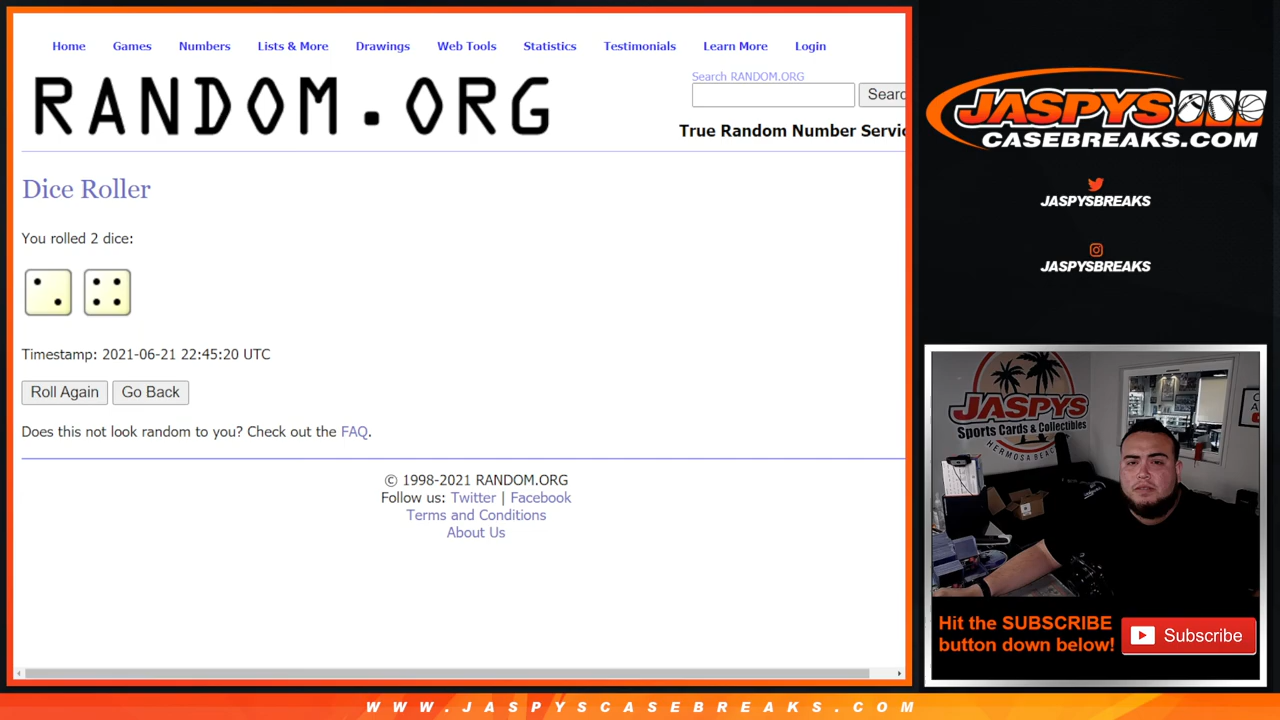 Home Games Numbers Lists & More Drawings Web Tools Statistics Testimonials Learn More Login
RANDOM.ORG
Search RANDOM.ORG
Searc
True Random Number Servic
Dice Roller
You rolled 2 dice:
Timestamp: 2021-06-21 22:45:20 UTC
Roll Again Go Back
Does this not look random to you? Check out the FAQ.
© 1998-2021 RANDOM.ORG
Follow us: Twitter | Facebook
Terms and Conditions
About Us
JASPYS
CASEBREAKS.COM
JASPYSBREAKS
JASPYSBREAKS
JASPYS
Sports Cards & Collectibles
HERMOSA BEAC
Hit the SUBSCRIBE
button down below!
Subscribe
WWW.JASPYSCASEBREAKS.COM